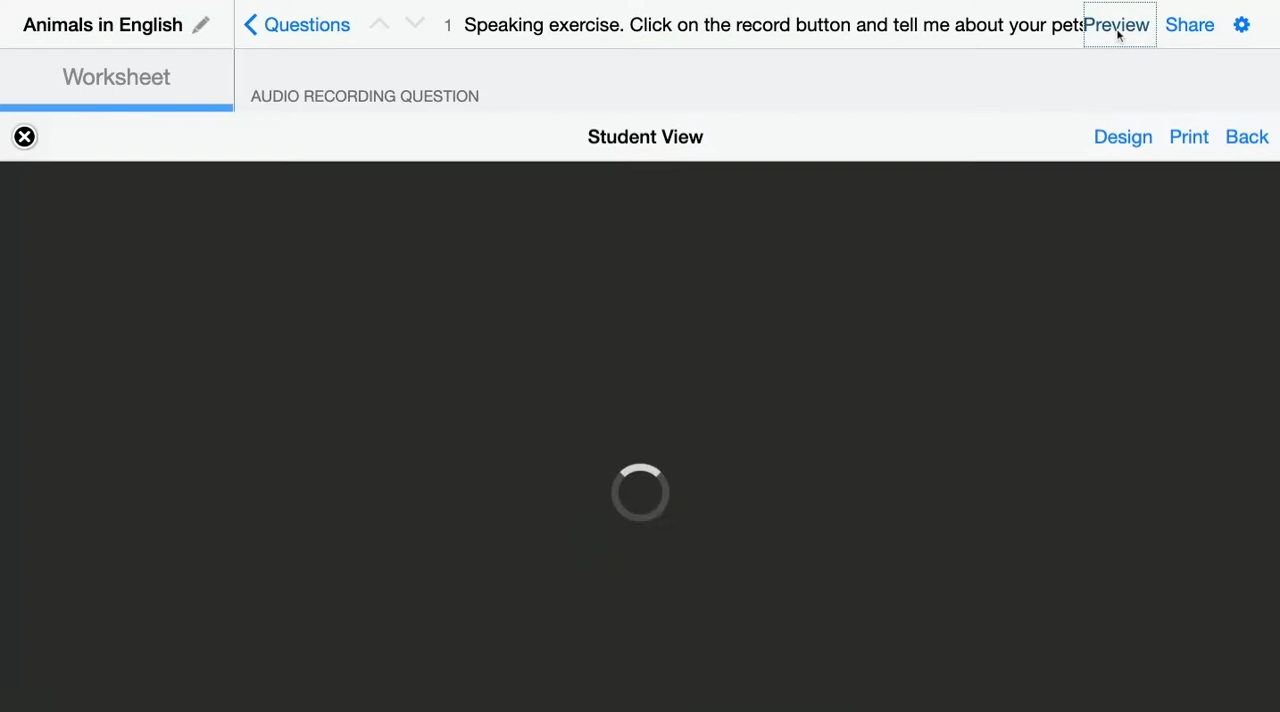 Animals in English
Questions
1 Speaking exercise. Click on the record button and tell me about your pets
Preview
Share
Worksheet
AUDIO RECORDING QUESTION
Student View
Design
Print
Back